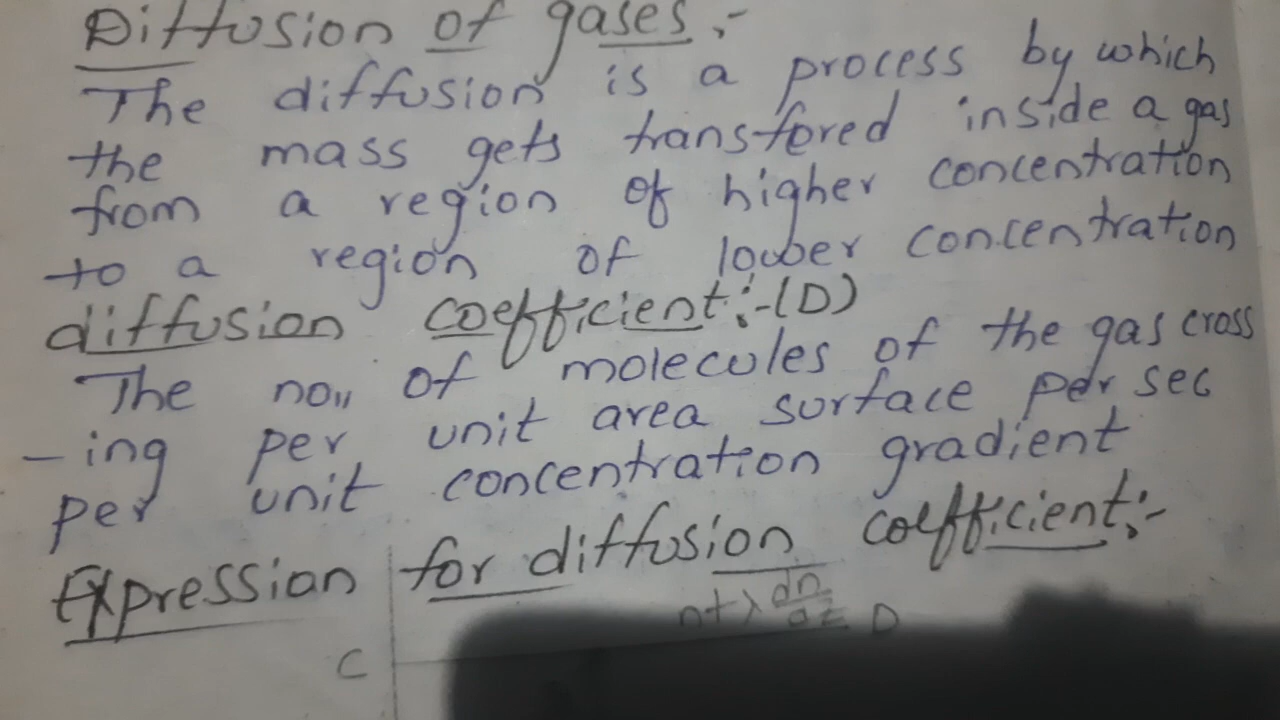 Diffusion of gases :-
The diffusion is a process by which
the mass gets transfered inside a gas
from a region of higher concentration
to a region of lower concentration
diffusion coefficient :- (D)
The no,, of molecules of the gas cross
-ing per unit area surface per sec
per unit concentration gradient
Expression for diffusion coefficient :-
n+λ dn/dz D
C